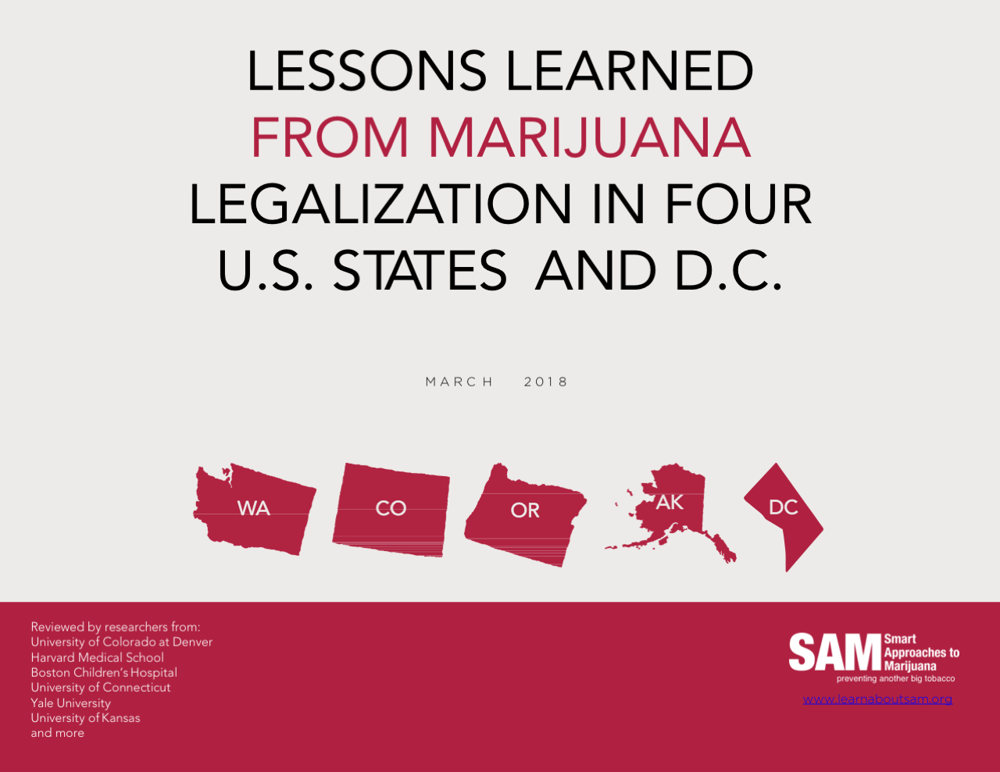 LESSONS LEARNED
FROM MARIJUANA
LEGALIZATION IN FOUR
U.S. STATES AND D.C.
MARCH 2018
WA
CO
OR
AK
DC
Reviewed by researchers from:
University of Colorado at Denver
Harvard Medical School
Boston Children's Hospital
University of Connecticut
Yale University
University of Kansas
and more
SAM Smart
Approaches to
Marijuana
preventing another big tobacco
www.learnaboutsam.org